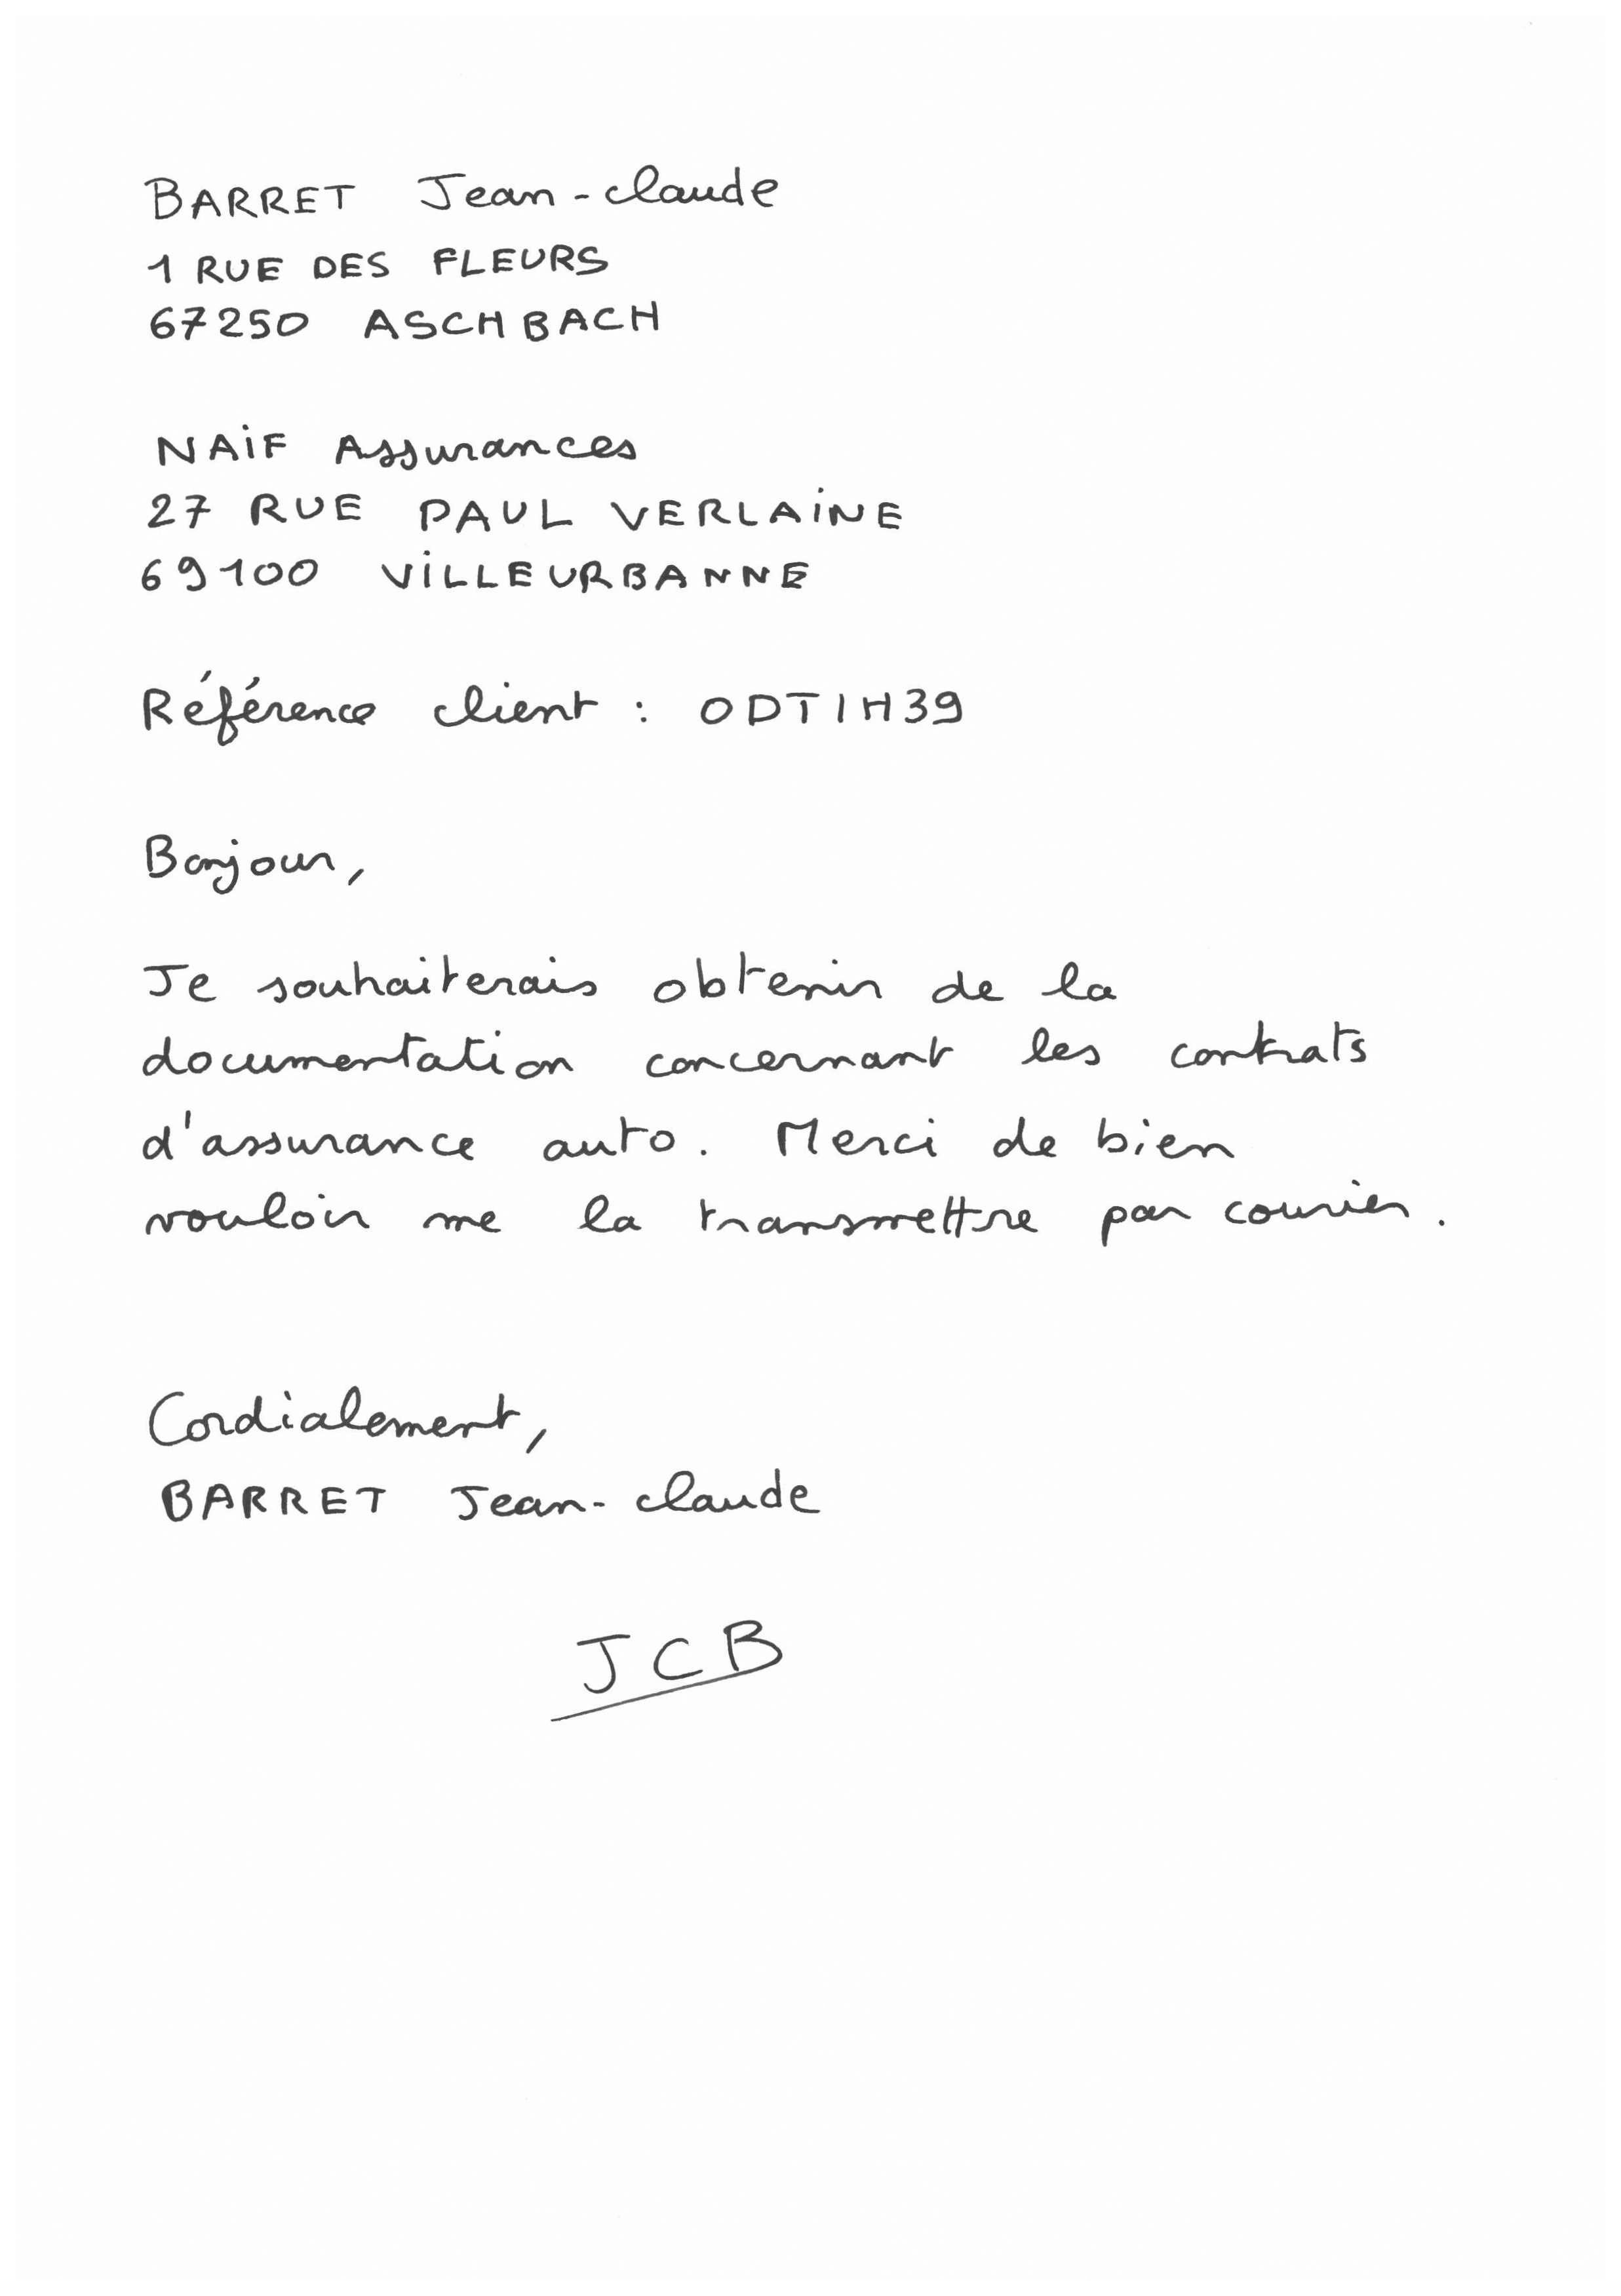 BARRET Jean-claude
1 RUE DES FLEURS
67250 ASCHBACH
NAIF Assurances
27 RUE PAUL VERLAINE
69100 VILLEURBANNE
Référence client : ODTIH39
Bonjour,
Je souhaiterais obtenir de la
documentation concernant les contrats
d'assurance auto. Merci de bien
vouloir me la transmettre par courrier.
Cordialement,
BARRET Jean-claude
JCB